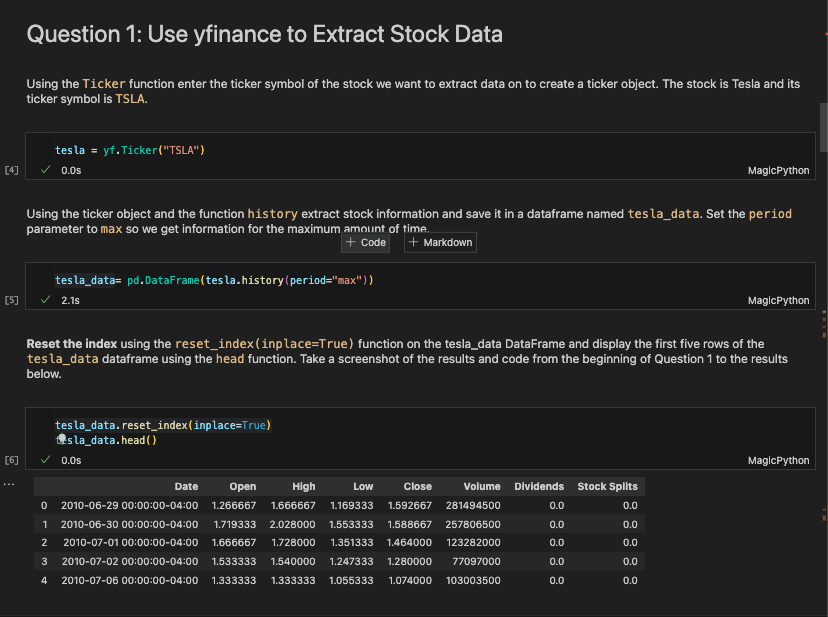 Question 1: Use yfinance to Extract Stock Data
Using the Ticker function enter the ticker symbol of the stock we want to extract data on to create a ticker object. The stock is Tesla and its
ticker symbol is TSLA.
tesla = yf.Ticker("TSLA")
[4]
0.0s
MagicPython
Using the ticker object and the function history extract stock information and save it in a dataframe named tesla_data. Set the period
parameter to max so we get information for the maximum amount of time.
+ Code
+ Markdown
tesla_data= pd.DataFrame(tesla.history(period="max"))
[5]
2.1s
MagicPython
Reset the index using the reset_index(inplace=True) function on the tesla_data DataFrame and display the first five rows of the
tesla_data dataframe using the head function. Take a screenshot of the results and code from the beginning of Question 1 to the results
below.
tesla_data.reset_index(inplace=True)
tesla_data.head()
[6]
0.0s
MagicPython
...
Date Open High Low Close Volume Dividends Stock Splits
0 2010-06-29 00:00:00-04:00 1.266667 1.666667 1.169333 1.592667 281494500 0.0 0.0
1 2010-06-30 00:00:00-04:00 1.719333 2.028000 1.553333 1.588667 257806500 0.0 0.0
2 2010-07-01 00:00:00-04:00 1.666667 1.728000 1.351333 1.464000 123282000 0.0 0.0
3 2010-07-02 00:00:00-04:00 1.533333 1.540000 1.247333 1.280000 77097000 0.0 0.0
4 2010-07-06 00:00:00-04:00 1.333333 1.333333 1.055333 1.074000 103003500 0.0 0.0